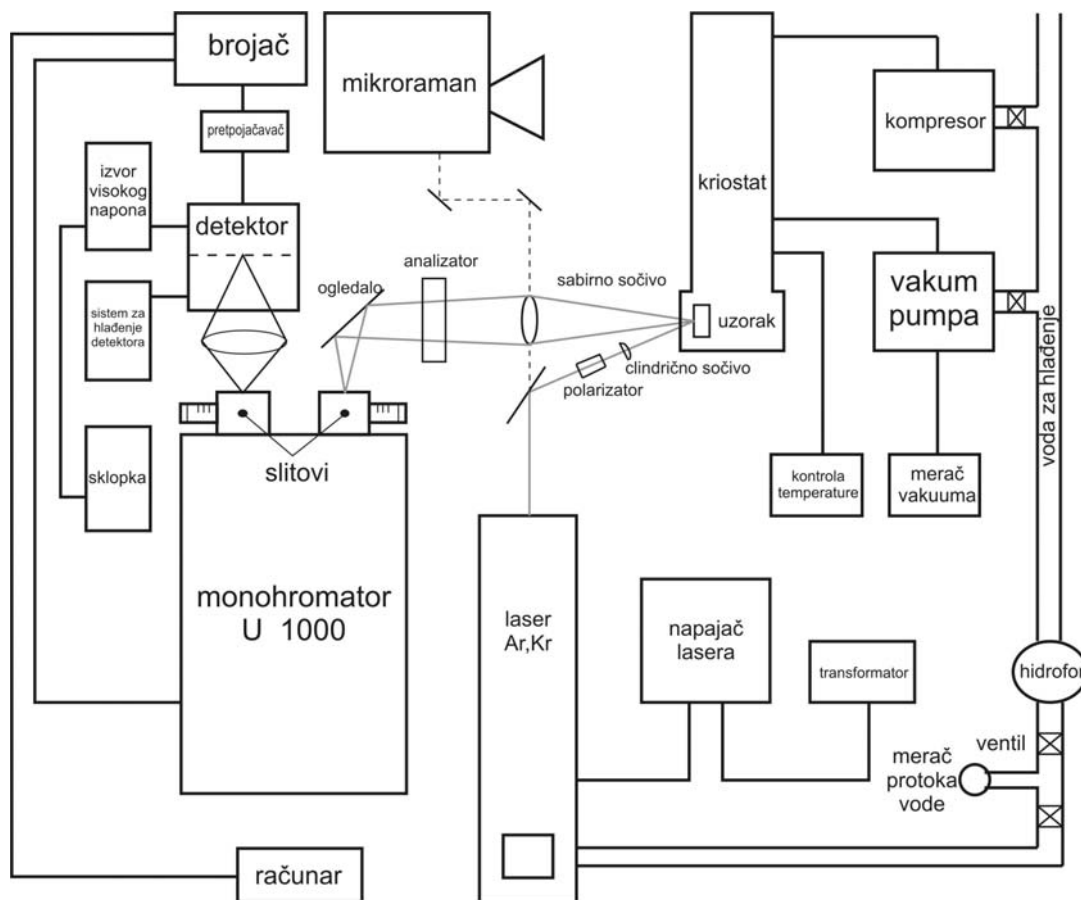 brojač
mikroraman
pretpojačavač
kompresor
izvor
visokog
napona
kriostat
detektor
analizator
sabirno sočivo
ogledalo
vakum
pumpa
sistem za
hlađenje
detektora
uzorak
clindrično sočivo
polarizator
voda za hlađenje
slitovi
sklopka
kontrola
temperature
merač
vakuuma
monohromator
U 1000
laser
Ar,Kr
napajač
lasera
transformator
hidrofor
ventil
merač
protoka
vode
računar